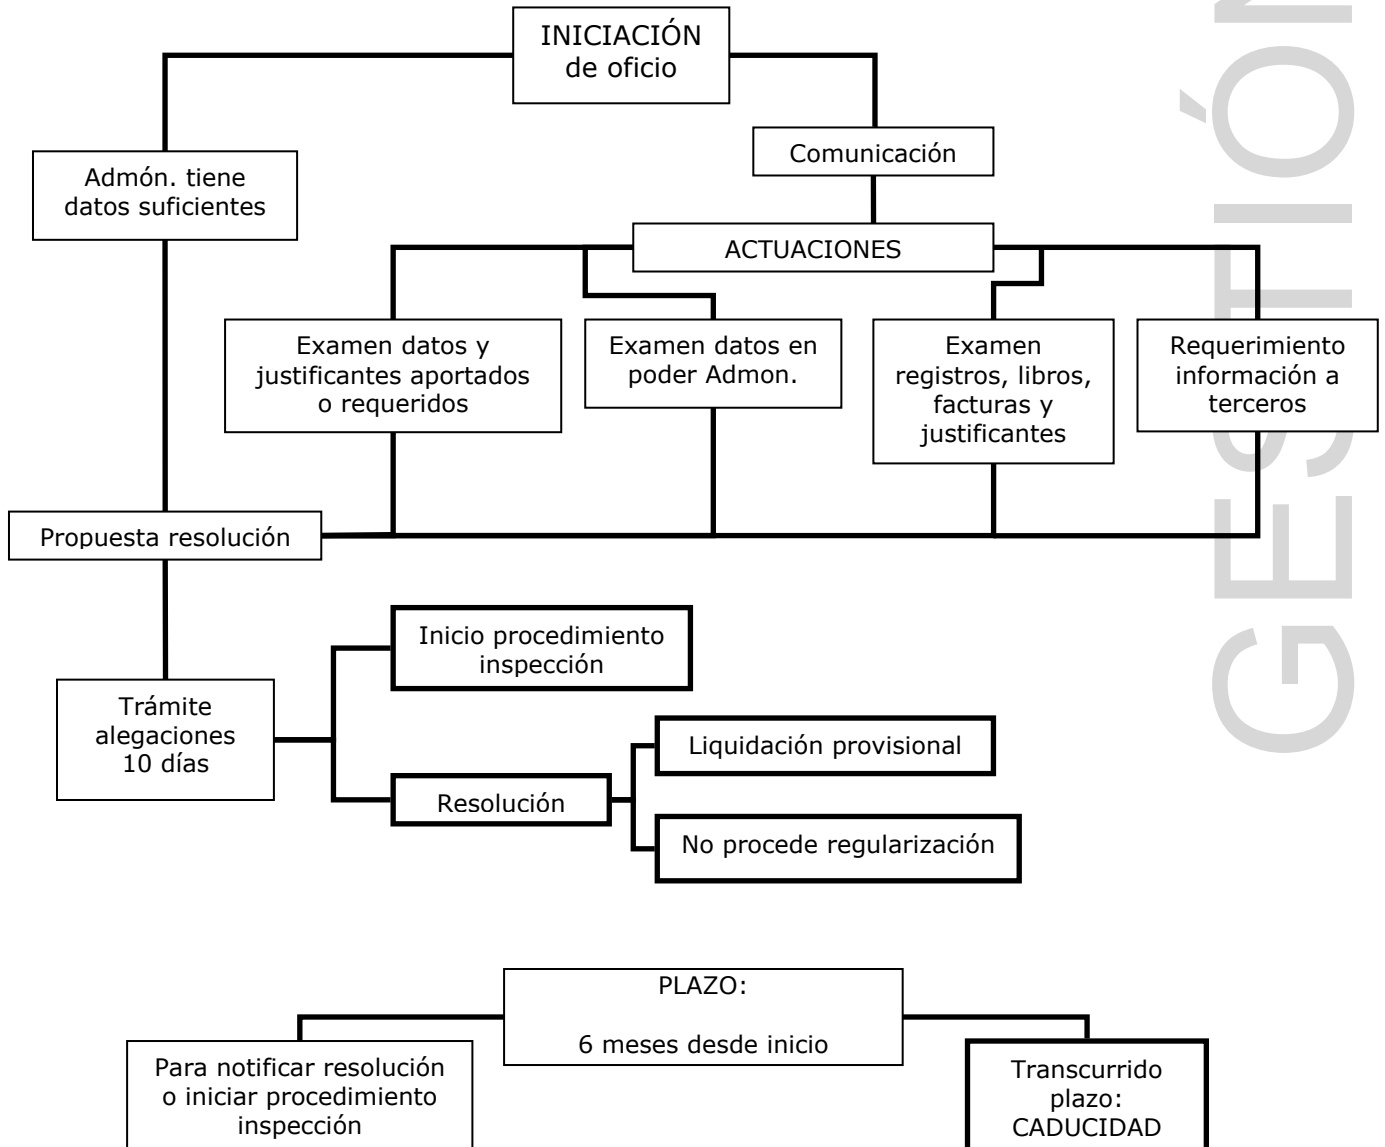 INICIACIÓN
de oficio
Comunicación
Admón. tiene
datos suficientes
ACTUACIONES
Examen datos y
justificantes aportados
o requeridos
Examen datos en
poder Admon.
Examen
registros, libros,
facturas y
justificantes
Requerimiento
información a
terceros
Propuesta resolución
Inicio procedimiento
inspección
Trámite
alegaciones
10 días
Liquidación provisional
Resolución
No procede regularización
PLAZO:
6 meses desde inicio
Para notificar resolución
o iniciar procedimiento
inspección
Transcurrido
plazo:
CADUCIDAD
GESTIÓN